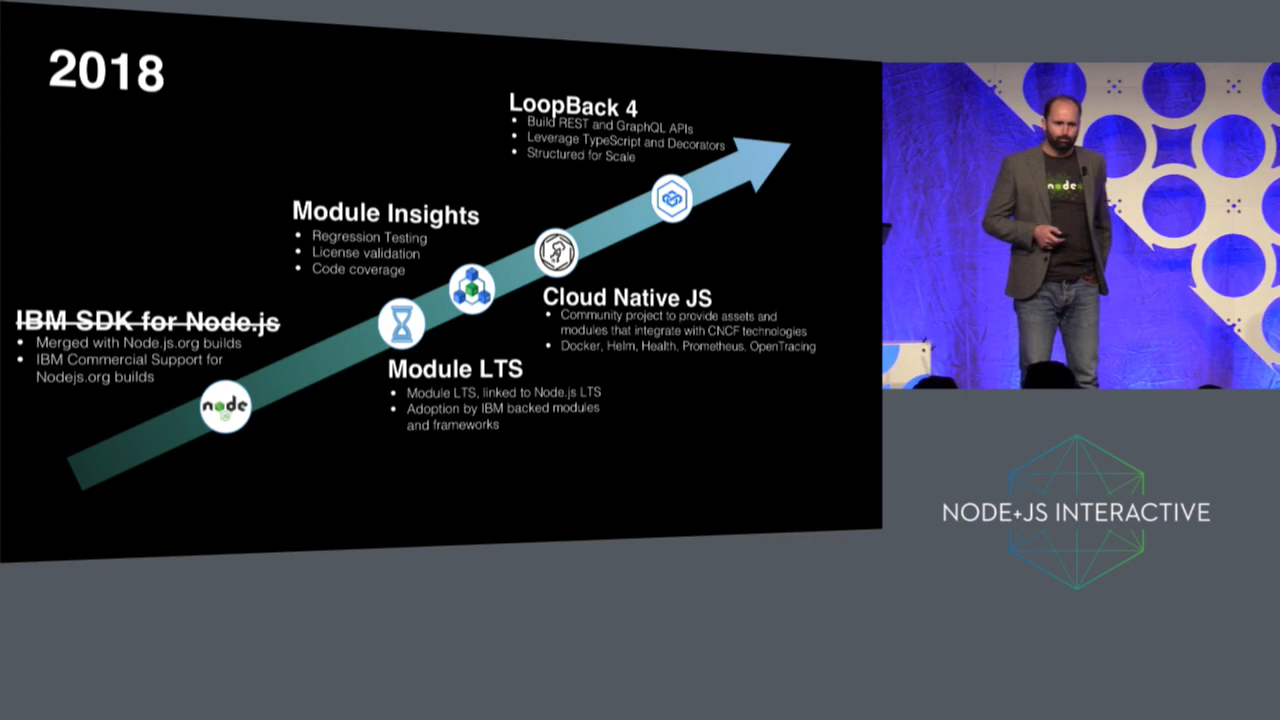 2018
LoopBack 4
Build REST and GraphQL APIs
Leverage TypeScript and Decorators
Structured for Scale
Module Insights
Regression Testing
License validation
Code coverage
Cloud Native JS
Community project to provide assets and
modules that integrate with CNCF technologies
Docker, Helm, Health, Prometheus, OpenTracing
IBM SDK for Node.js
Merged with Node.js.org builds
IBM Commercial Support for
Nodejs.org builds
Module LTS
Module LTS, linked to Node.js LTS
Adoption by IBM backed modules
and frameworks
node
JS
node
NODE+JS INTERACTIVE